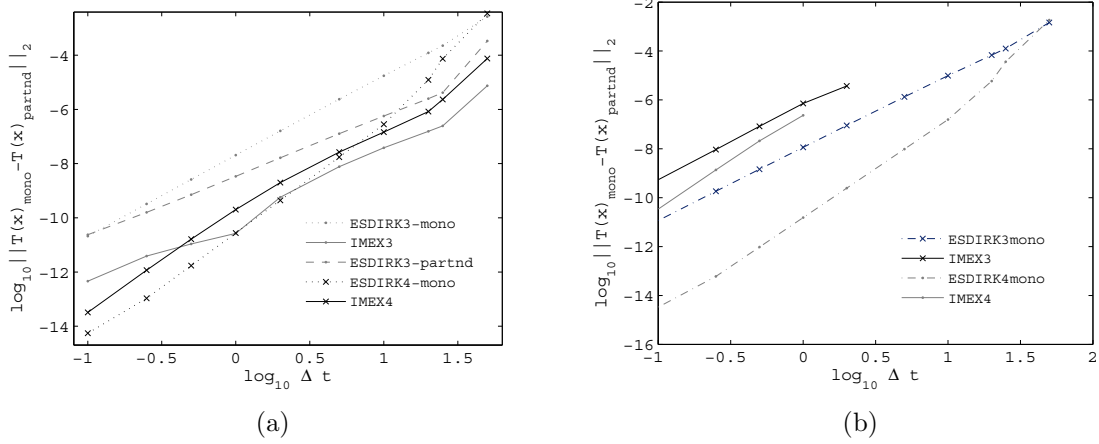 log10||T(x)mono-T(x)partnd||2
-4
-6
-8
-10
-12
-14
-1
-0.5
0
0.5
1
1.5
log10 Δ t
ESDIRK3-mono
IMEX3
ESDIRK3-partnd
ESDIRK4-mono
IMEX4
(a)
log10||T(x)mono-T(x)partnd||2
-2
-4
-6
-8
-10
-12
-14
-16
-1
-0.5
0
0.5
1
1.5
2
log10 Δ t
ESDIRK3mono
IMEX3
ESDIRK4mono
IMEX4
(b)